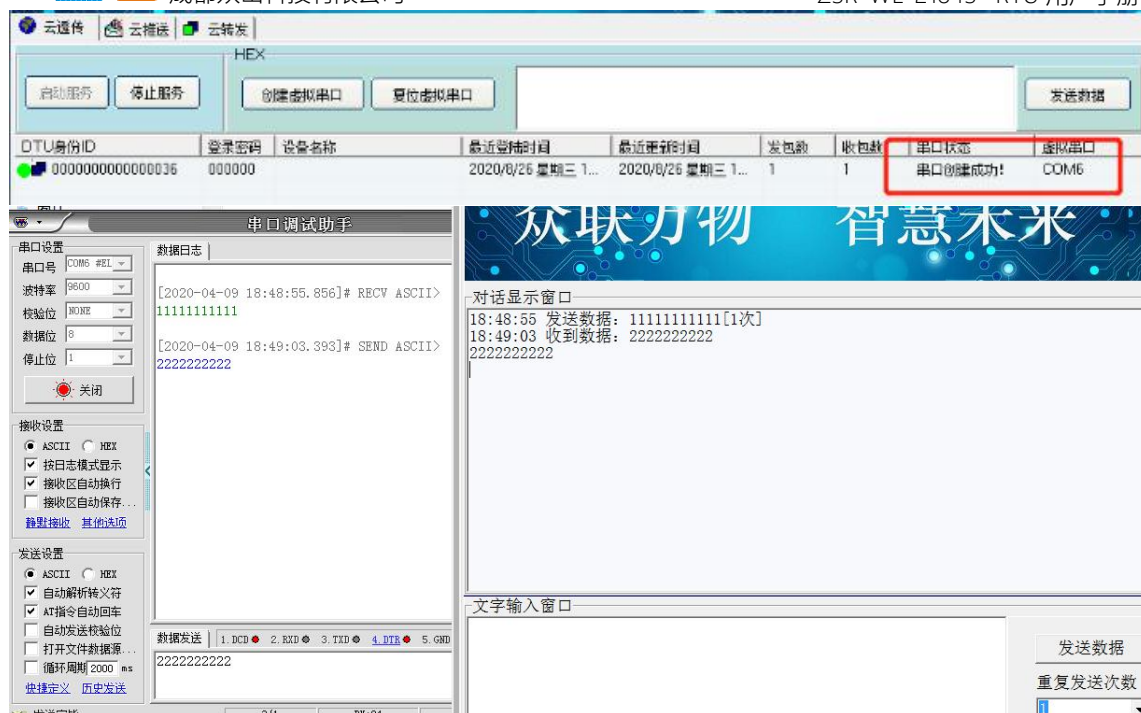 云透传 云推送 云转发
HEX
启动服务 停止服务 创建虚拟串口 复位虚拟串口 发送数据
DTU身份ID 登录密码 设备名称 最近登陆时间 最近更新时间 发包数 收包数 串口状态 虚拟串口
0000000000000036 000000 2020/8/26 星期三 1... 2020/8/26 星期三 1... 1 1 串口创建成功! COM6
串口调试助手
串口设置
串口号 COM6 #EL
波特率 9600
校验位 NONE
数据位 8
停止位 1
关闭
接收设置
ASCII HEX
按日志模式显示
接收区自动换行
接收区自动保存...
静默接收 其他选项
发送设置
ASCII HEX
自动解析转义符
AT指令自动回车
自动发送校验位
打开文件数据源...
循环周期 2000 ms
快捷定义 历史发送
数据日志
[2020-04-09 18:48:55.856]# RECV ASCII>
11111111111
[2020-04-09 18:49:03.393]# SEND ASCII>
2222222222
数据发送 1.DCD 2.RXD 3.TXD 4.DTR 5.GND
2222222222
众联万物 智慧未来
对话显示窗口
18:48:55 发送数据: 11111111111[1次]
18:49:03 收到数据: 2222222222
2222222222
文字输入窗口
发送数据
重复发送次数
1